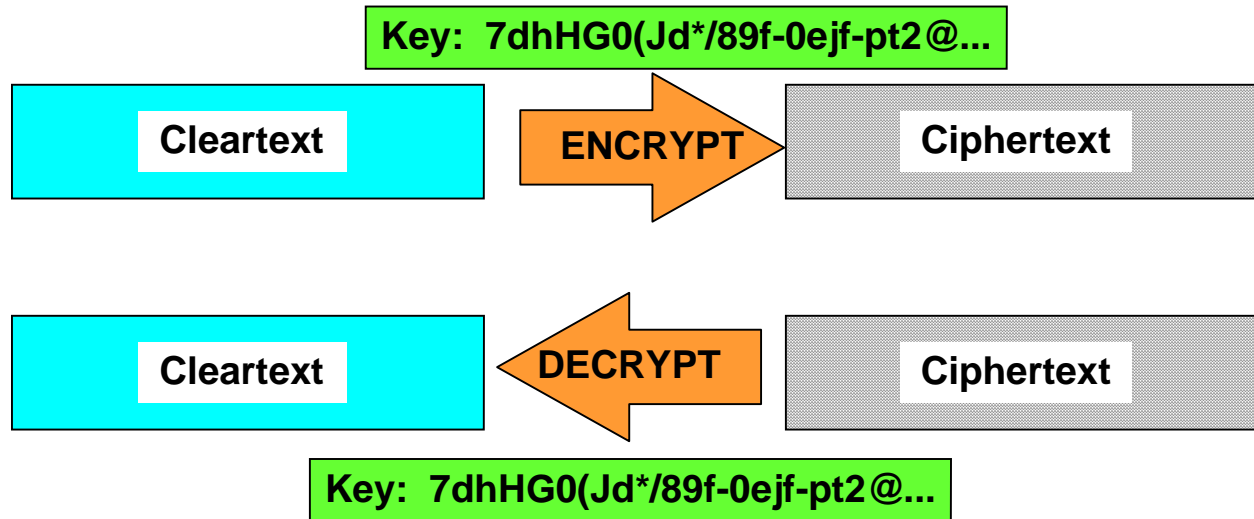 Key: 7dhHG0(Jd*/89f-0ejf-pt2@...
Cleartext
ENCRYPT
Ciphertext
Cleartext
DECRYPT
Ciphertext
Key: 7dhHG0(Jd*/89f-0ejf-pt2@...